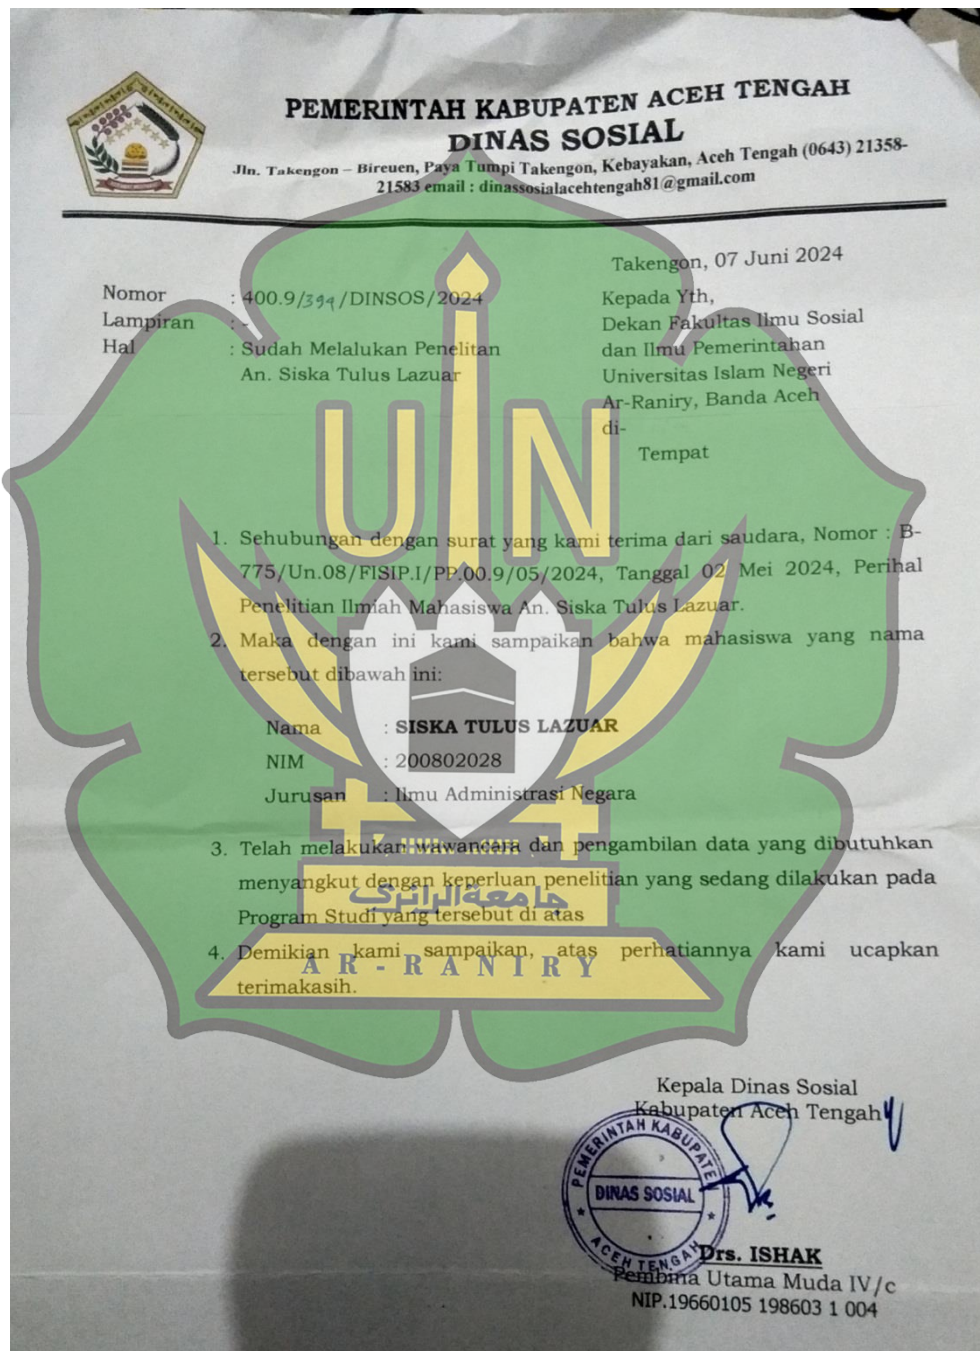 PEMERINTAH KABUPATEN ACEH TENGAH
DINAS SOSIAL
Jln. Takengon – Bireuen, Paya Tumpi Takengon, Kebayakan, Aceh Tengah (0643) 21358-
21583 email : dinassosialacehtengah81@gmail.com
Takengon, 07 Juni 2024
Nomor : 400.9/394/DINSOS/2024
Lampiran : -
Hal : Sudah Melalukan Penelitan
An. Siska Tulus Lazuar
Kepada Yth,
Dekan Fakultas Ilmu Sosial
dan Ilmu Pemerintahan
Universitas Islam Negeri
Ar-Raniry, Banda Aceh
di-
Tempat
UIN
1. Sehubungan dengan surat yang kami terima dari saudara, Nomor : B-
775/Un.08/FISIP.I/PP.00.9/05/2024, Tanggal 02 Mei 2024, Perihal
Penelitian Ilmiah Mahasiswa An. Siska Tulus Lazuar.
2. Maka dengan ini kami sampaikan bahwa mahasiswa yang nama
tersebut dibawah ini:
Nama : SISKA TULUS LAZUAR
NIM : 200802028
Jurusan : Ilmu Administrasi Negara
3. Telah melakukan wawancara dan pengambilan data yang dibutuhkan
menyangkut dengan keperluan penelitian yang sedang dilakukan pada
Program Studi yang tersebut di atas
جامعة الرانري
4. Demikian kami sampaikan, atas perhatiannya kami ucapkan
terimakasih.
AR-RANIRY
Kepala Dinas Sosial
Kabupaten Aceh Tengah
PEMERINTAH KABUPATEN
DINAS SOSIAL
ACEH TENGAH
Drs. ISHAK
Pembina Utama Muda IV/c
NIP.19660105 198603 1 004